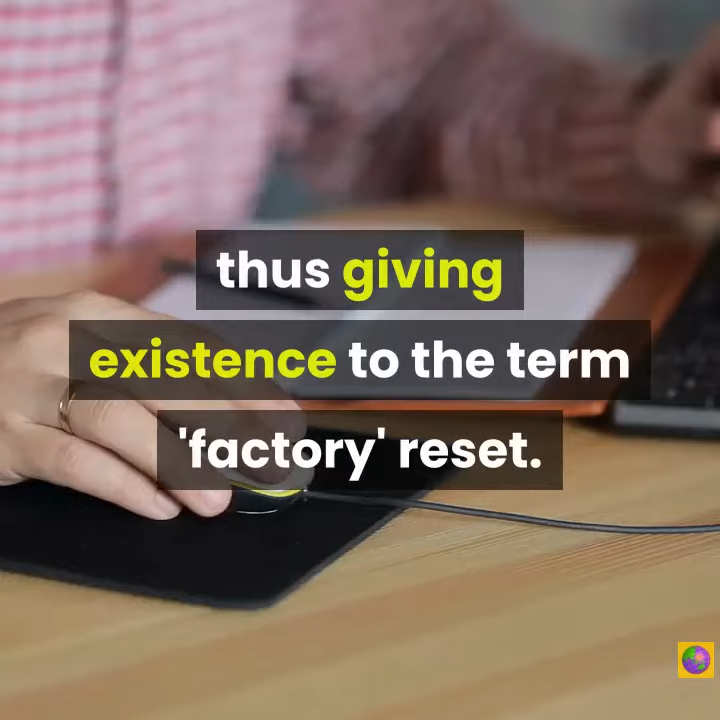 thus giving
existence to the term
'factory' reset.